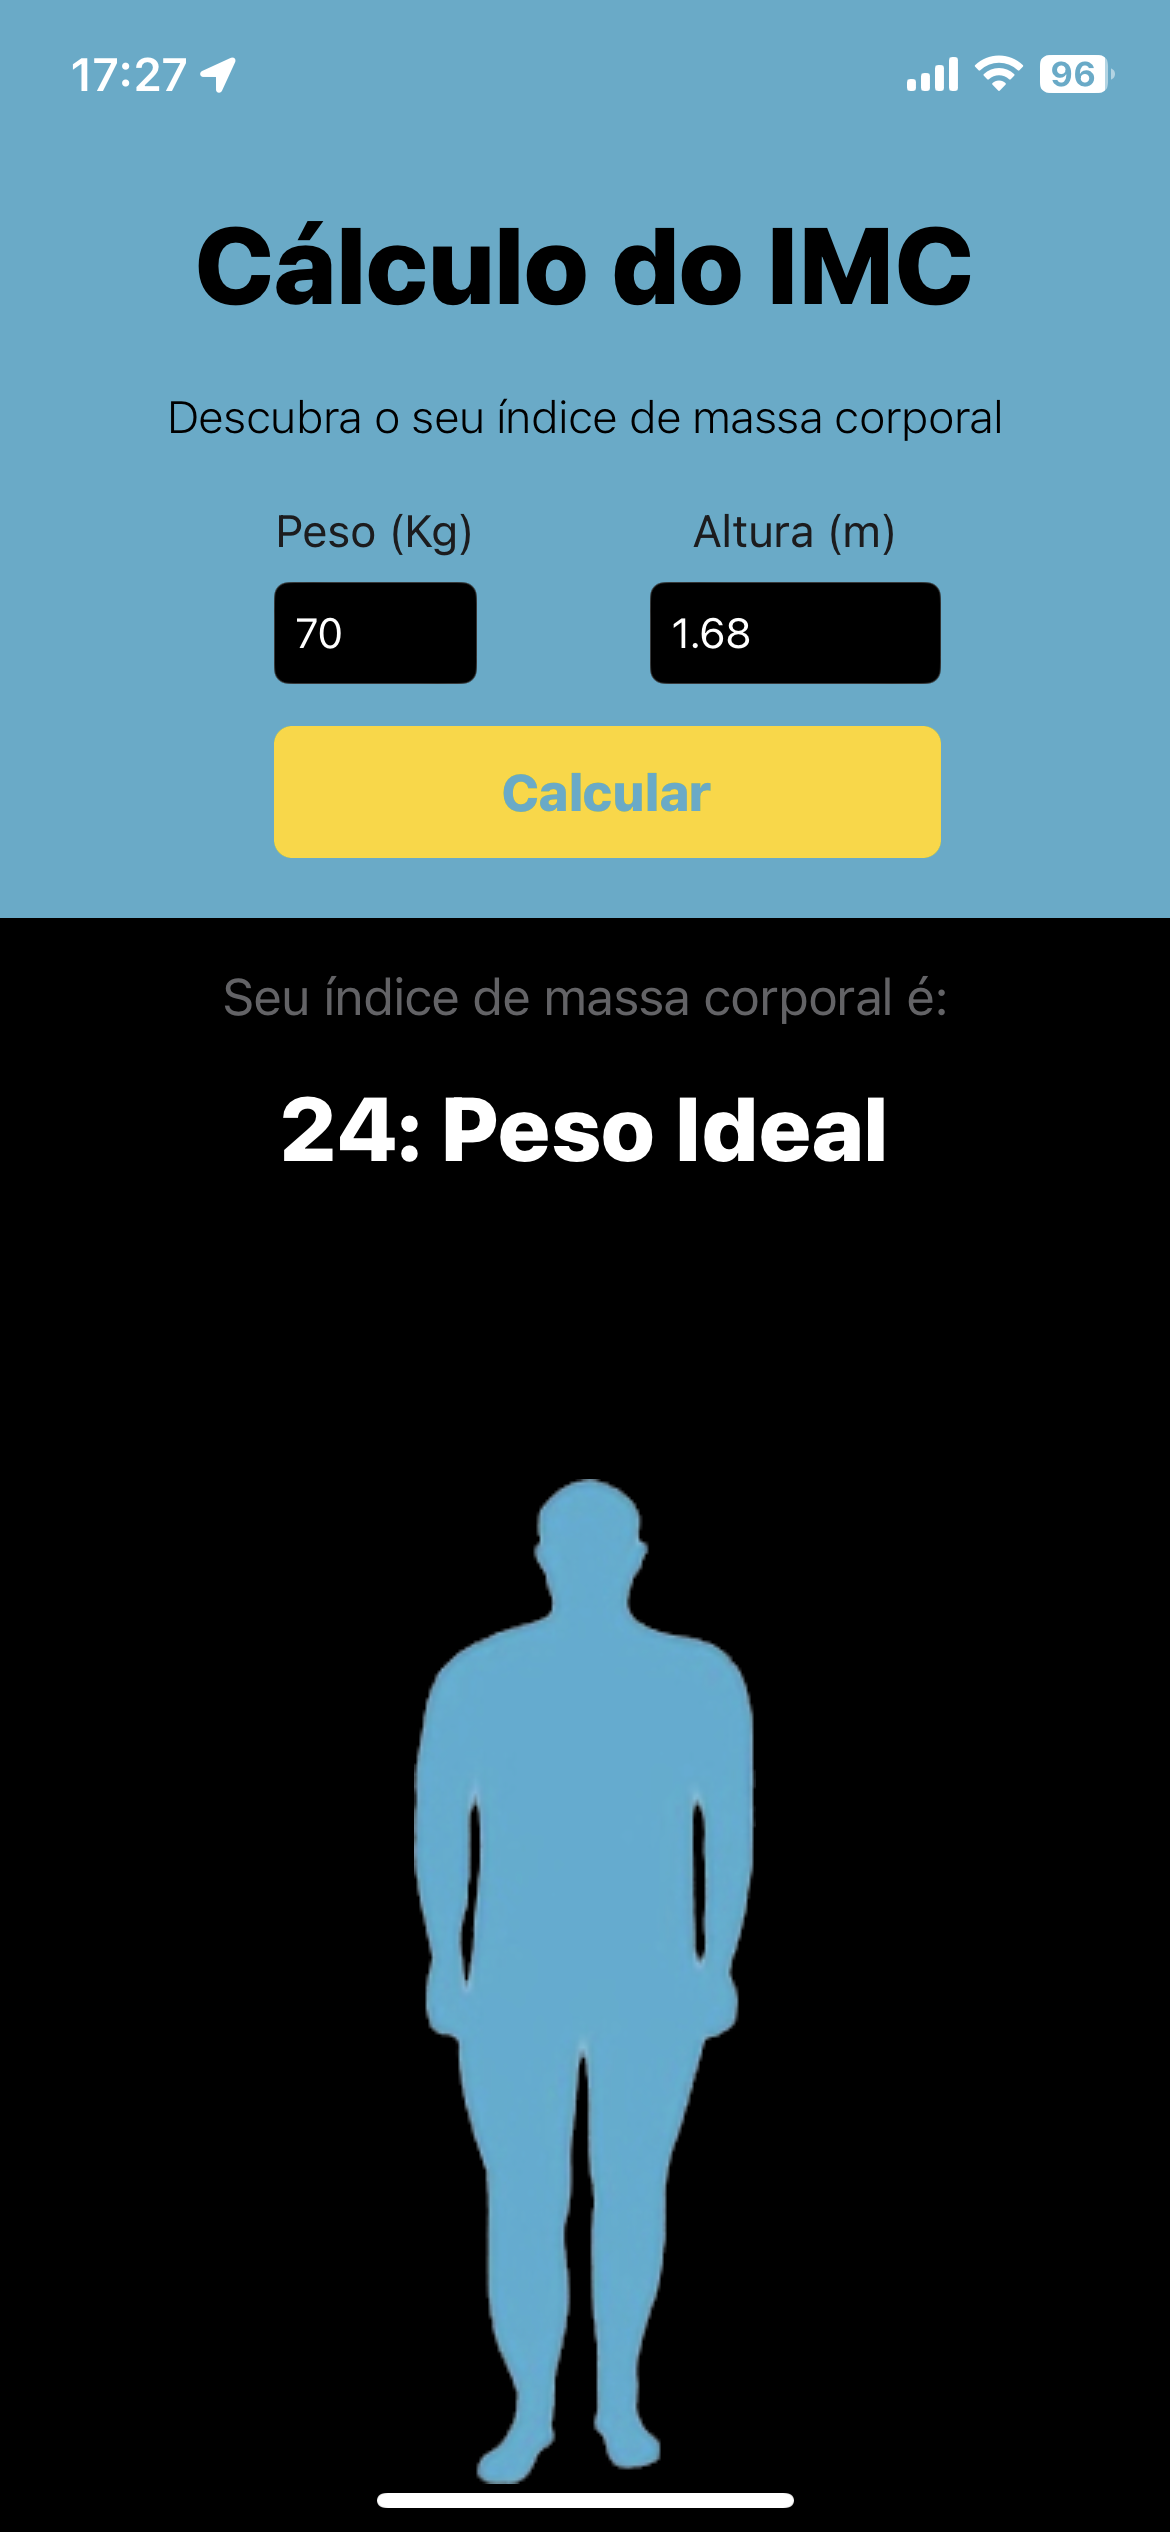 17:27
96
Cálculo do IMC
Descubra o seu índice de massa corporal
Peso (Kg)
Altura (m)
70
1.68
Calcular
Seu índice de massa corporal é:
24: Peso Ideal